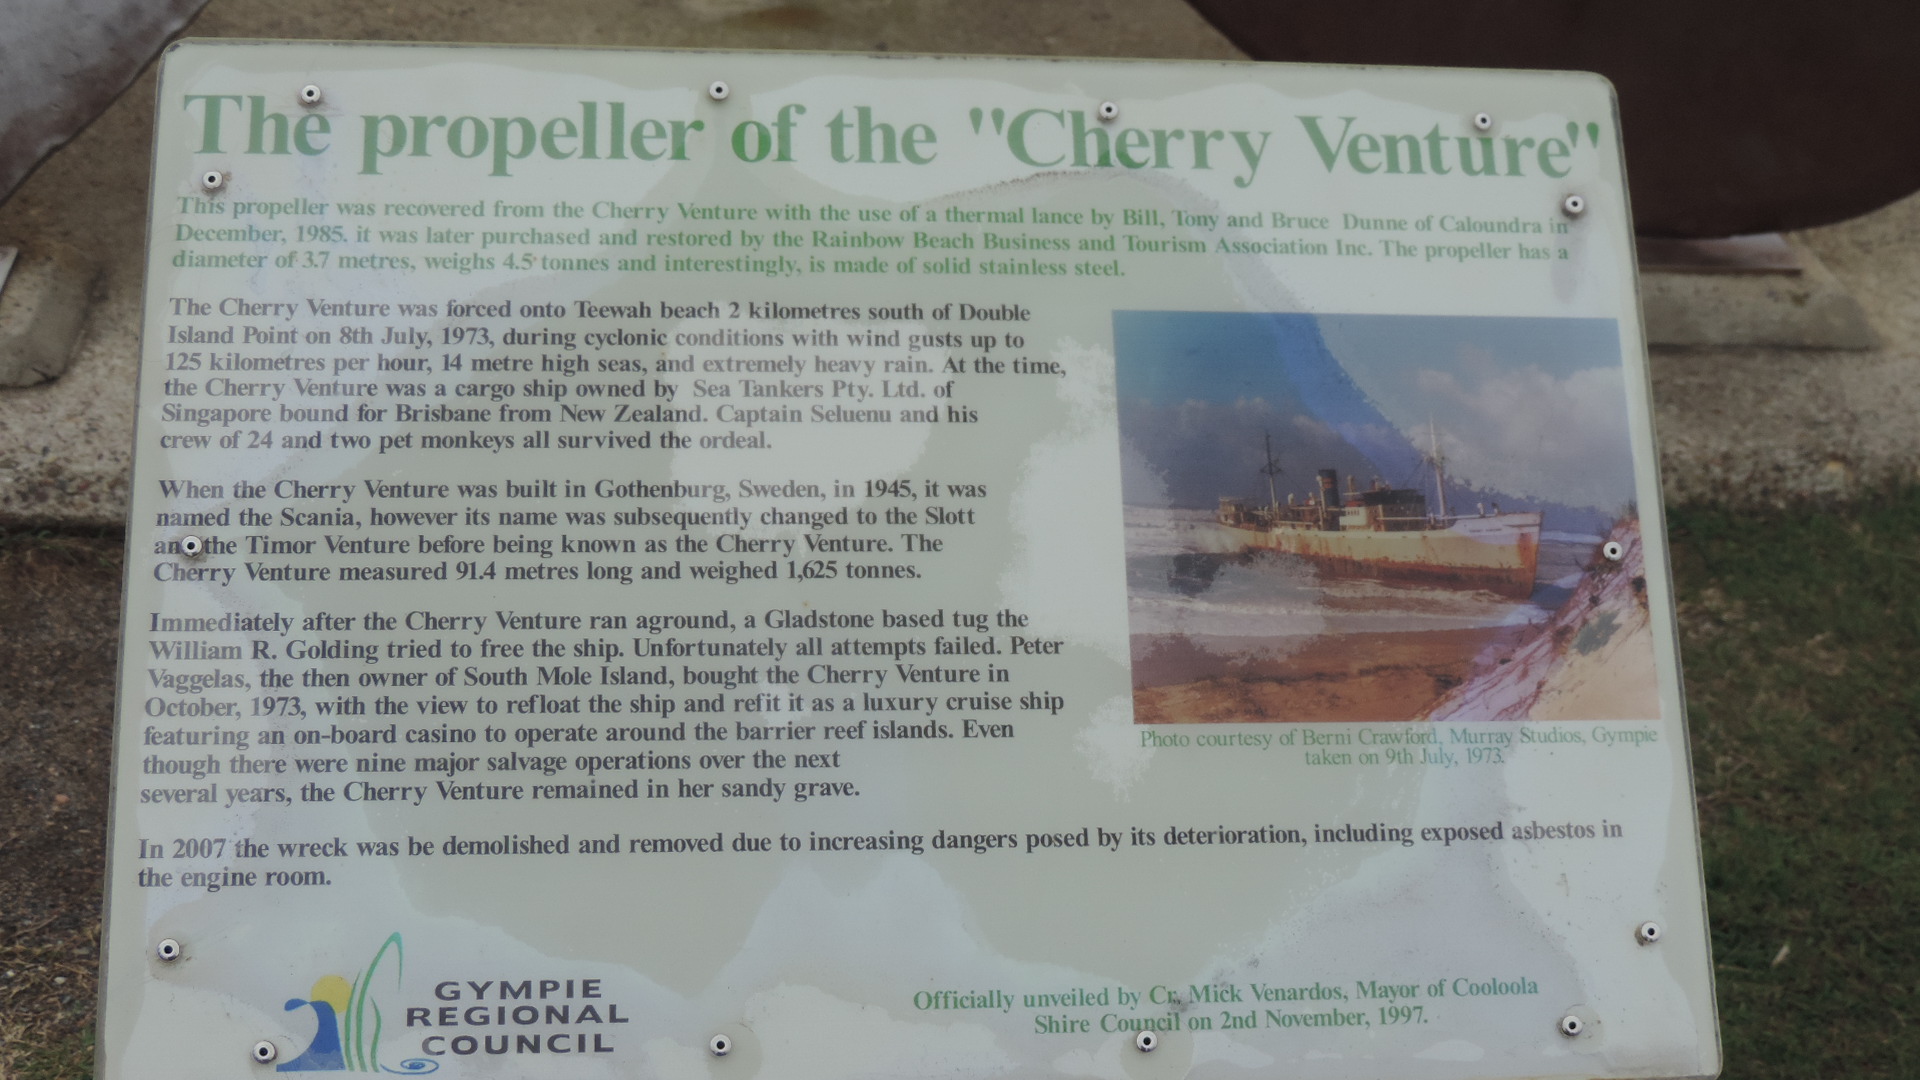 The propeller of the "Cherry Venture"
This propeller was recovered from the Cherry Venture with the use of a thermal lance by Bill, Tony and Bruce Dunne of Caloundra in
December, 1985. it was later purchased and restored by the Rainbow Beach Business and Tourism Association Inc. The propeller has a
diameter of 3.7 metres, weighs 4.5 tonnes and interestingly, is made of solid stainless steel.
The Cherry Venture was forced onto Teewah beach 2 kilometres south of Double
Island Point on 8th July, 1973, during cyclonic conditions with wind gusts up to
125 kilometres per hour, 14 metre high seas, and extremely heavy rain. At the time,
the Cherry Venture was a cargo ship owned by Sea Tankers Pty. Ltd. of
Singapore bound for Brisbane from New Zealand. Captain Seluenu and his
crew of 24 and two pet monkeys all survived the ordeal.
When the Cherry Venture was built in Gothenburg, Sweden, in 1945, it was
named the Scania, however its name was subsequently changed to the Slott
and the Timor Venture before being known as the Cherry Venture. The
Cherry Venture measured 91.4 metres long and weighed 1,625 tonnes.
Immediately after the Cherry Venture ran aground, a Gladstone based tug the
William R. Golding tried to free the ship. Unfortunately all attempts failed. Peter
Vaggelas, the then owner of South Mole Island, bought the Cherry Venture in
October, 1973, with the view to refloat the ship and refit it as a luxury cruise ship
featuring an on-board casino to operate around the barrier reef islands. Even
though there were nine major salvage operations over the next
several years, the Cherry Venture remained in her sandy grave.
Photo courtesy of Berni Crawford, Murray Studios, Gympie
taken on 9th July, 1973.
In 2007 the wreck was be demolished and removed due to increasing dangers posed by its deterioration, including exposed asbestos in
the engine room.
GYMPIE
REGIONAL
COUNCIL
Officially unveiled by Cr. Mick Venardos, Mayor of Cooloola
Shire Council on 2nd November, 1997.